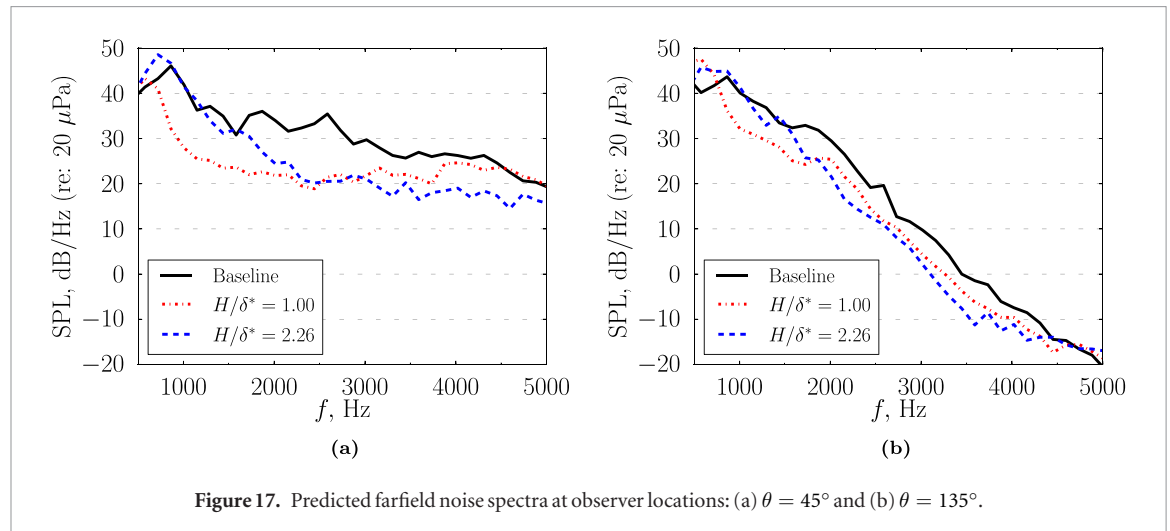 50
40
30
20
10
0
−10
−20
SPL, dB/Hz (re: 20 μPa)
Baseline
H/δ* = 1.00
H/δ* = 2.26
1000 2000 3000 4000 5000
f, Hz
(a)
50
40
30
20
10
0
−10
−20
SPL, dB/Hz (re: 20 μPa)
Baseline
H/δ* = 1.00
H/δ* = 2.26
1000 2000 3000 4000 5000
f, Hz
(b)
Figure 17. Predicted farfield noise spectra at observer locations: (a) θ = 45° and (b) θ = 135°.